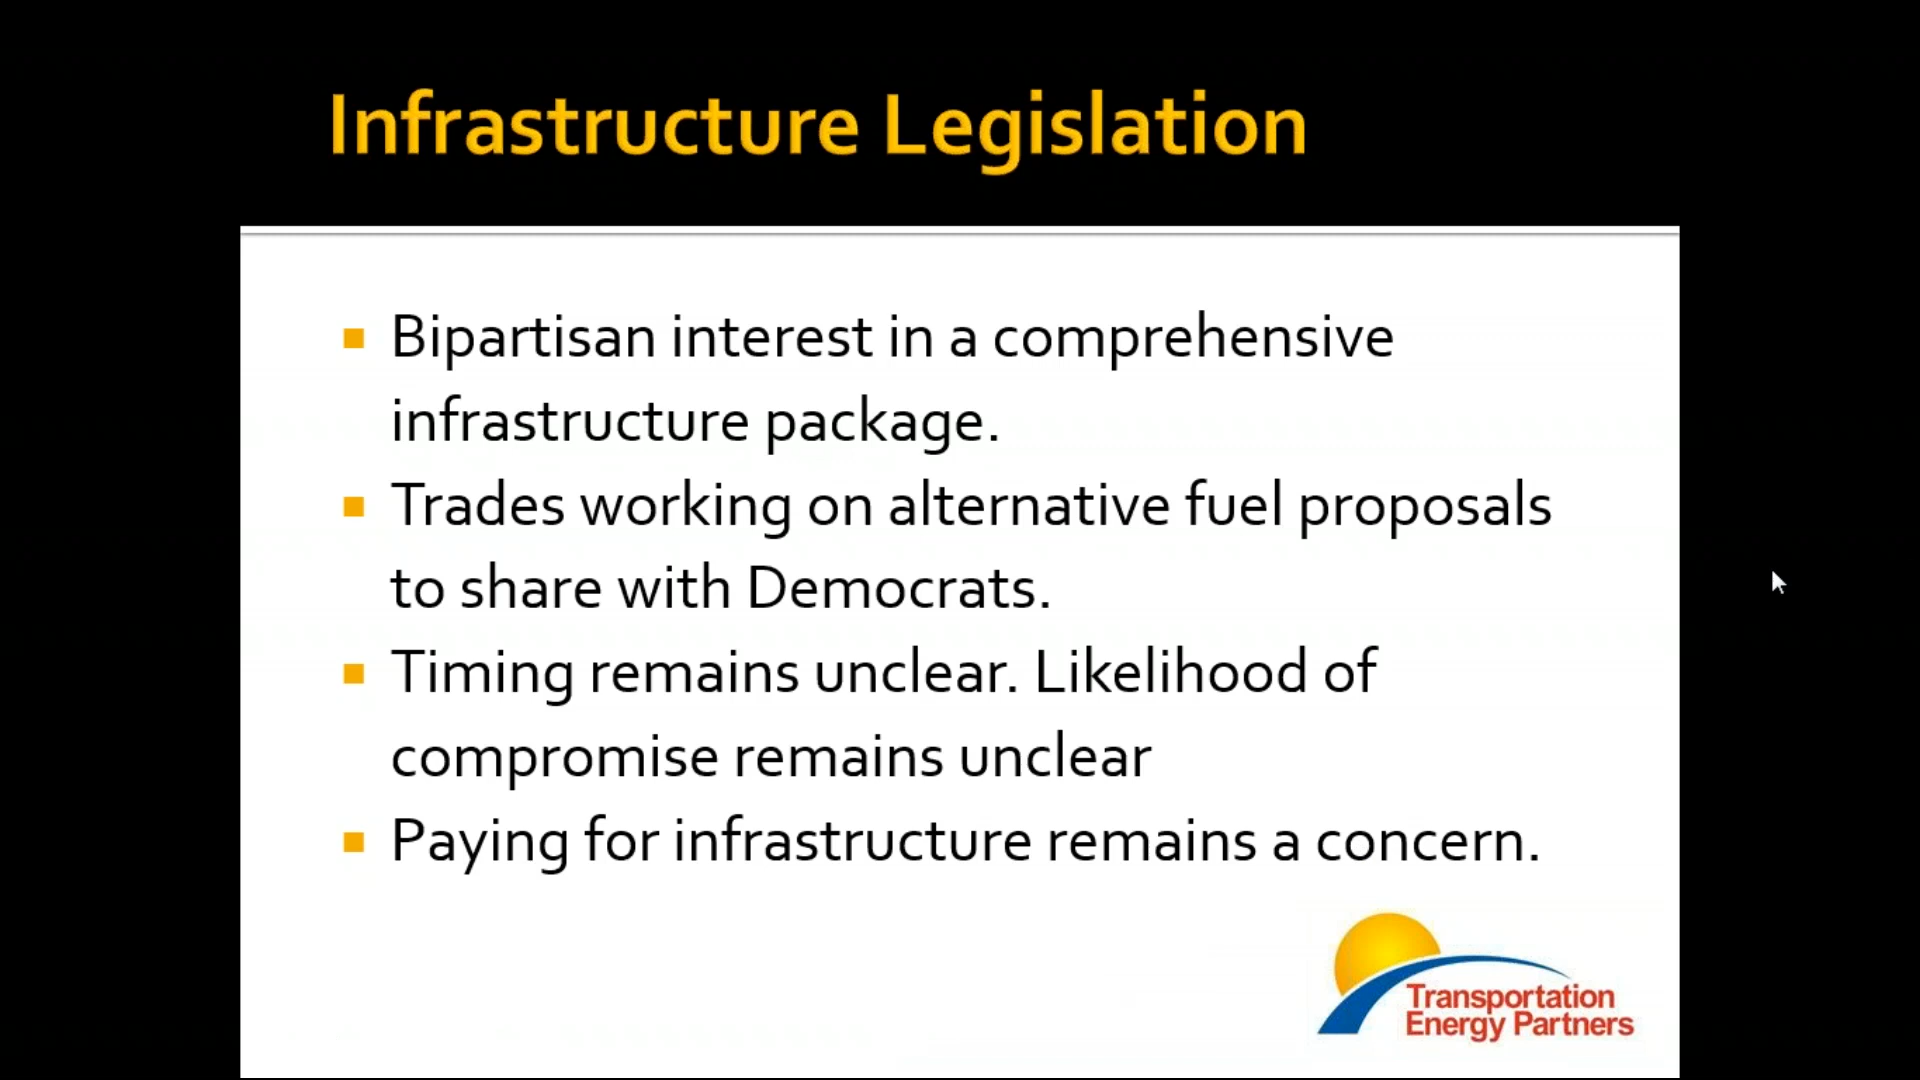 Infrastructure Legislation
Bipartisan interest in a comprehensive
infrastructure package.
Trades working on alternative fuel proposals
to share with Democrats.
Timing remains unclear. Likelihood of
compromise remains unclear
Paying for infrastructure remains a concern.
Transportation
Energy Partners